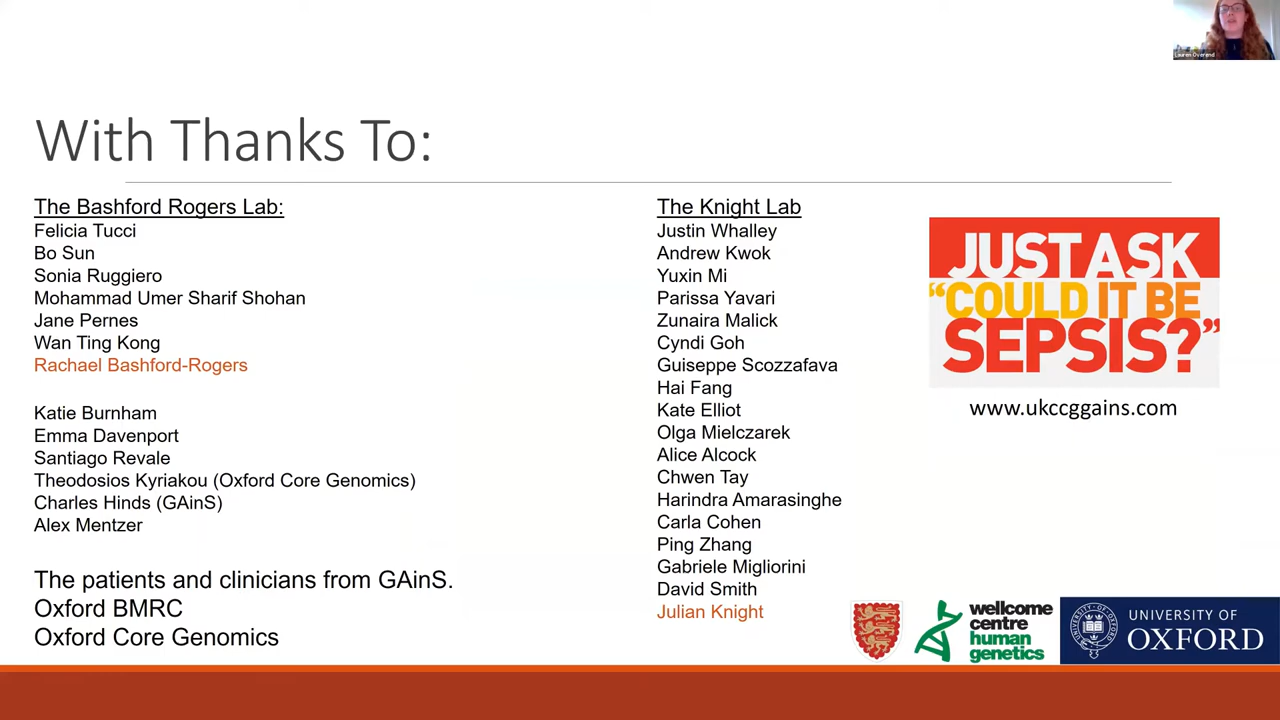 Lauren Overend
With Thanks To:
The Bashford Rogers Lab:
Felicia Tucci
Bo Sun
Sonia Ruggiero
Mohammad Umer Sharif Shohan
Jane Pernes
Wan Ting Kong
Rachael Bashford-Rogers
Katie Burnham
Emma Davenport
Santiago Revale
Theodosios Kyriakou (Oxford Core Genomics)
Charles Hinds (GAinS)
Alex Mentzer
The patients and clinicians from GAinS.
Oxford BMRC
Oxford Core Genomics
The Knight Lab
Justin Whalley
Andrew Kwok
Yuxin Mi
Parissa Yavari
Zunaira Malick
Cyndi Goh
Guiseppe Scozzafava
Hai Fang
Kate Elliot
Olga Mielczarek
Alice Alcock
Chwen Tay
Harindra Amarasinghe
Carla Cohen
Ping Zhang
Gabriele Migliorini
David Smith
Julian Knight
JUST ASK
“COULD IT BE
SEPSIS?”
www.ukccggains.com
wellcome
centre
human
genetics
UNIVERSITY OF
OXFORD